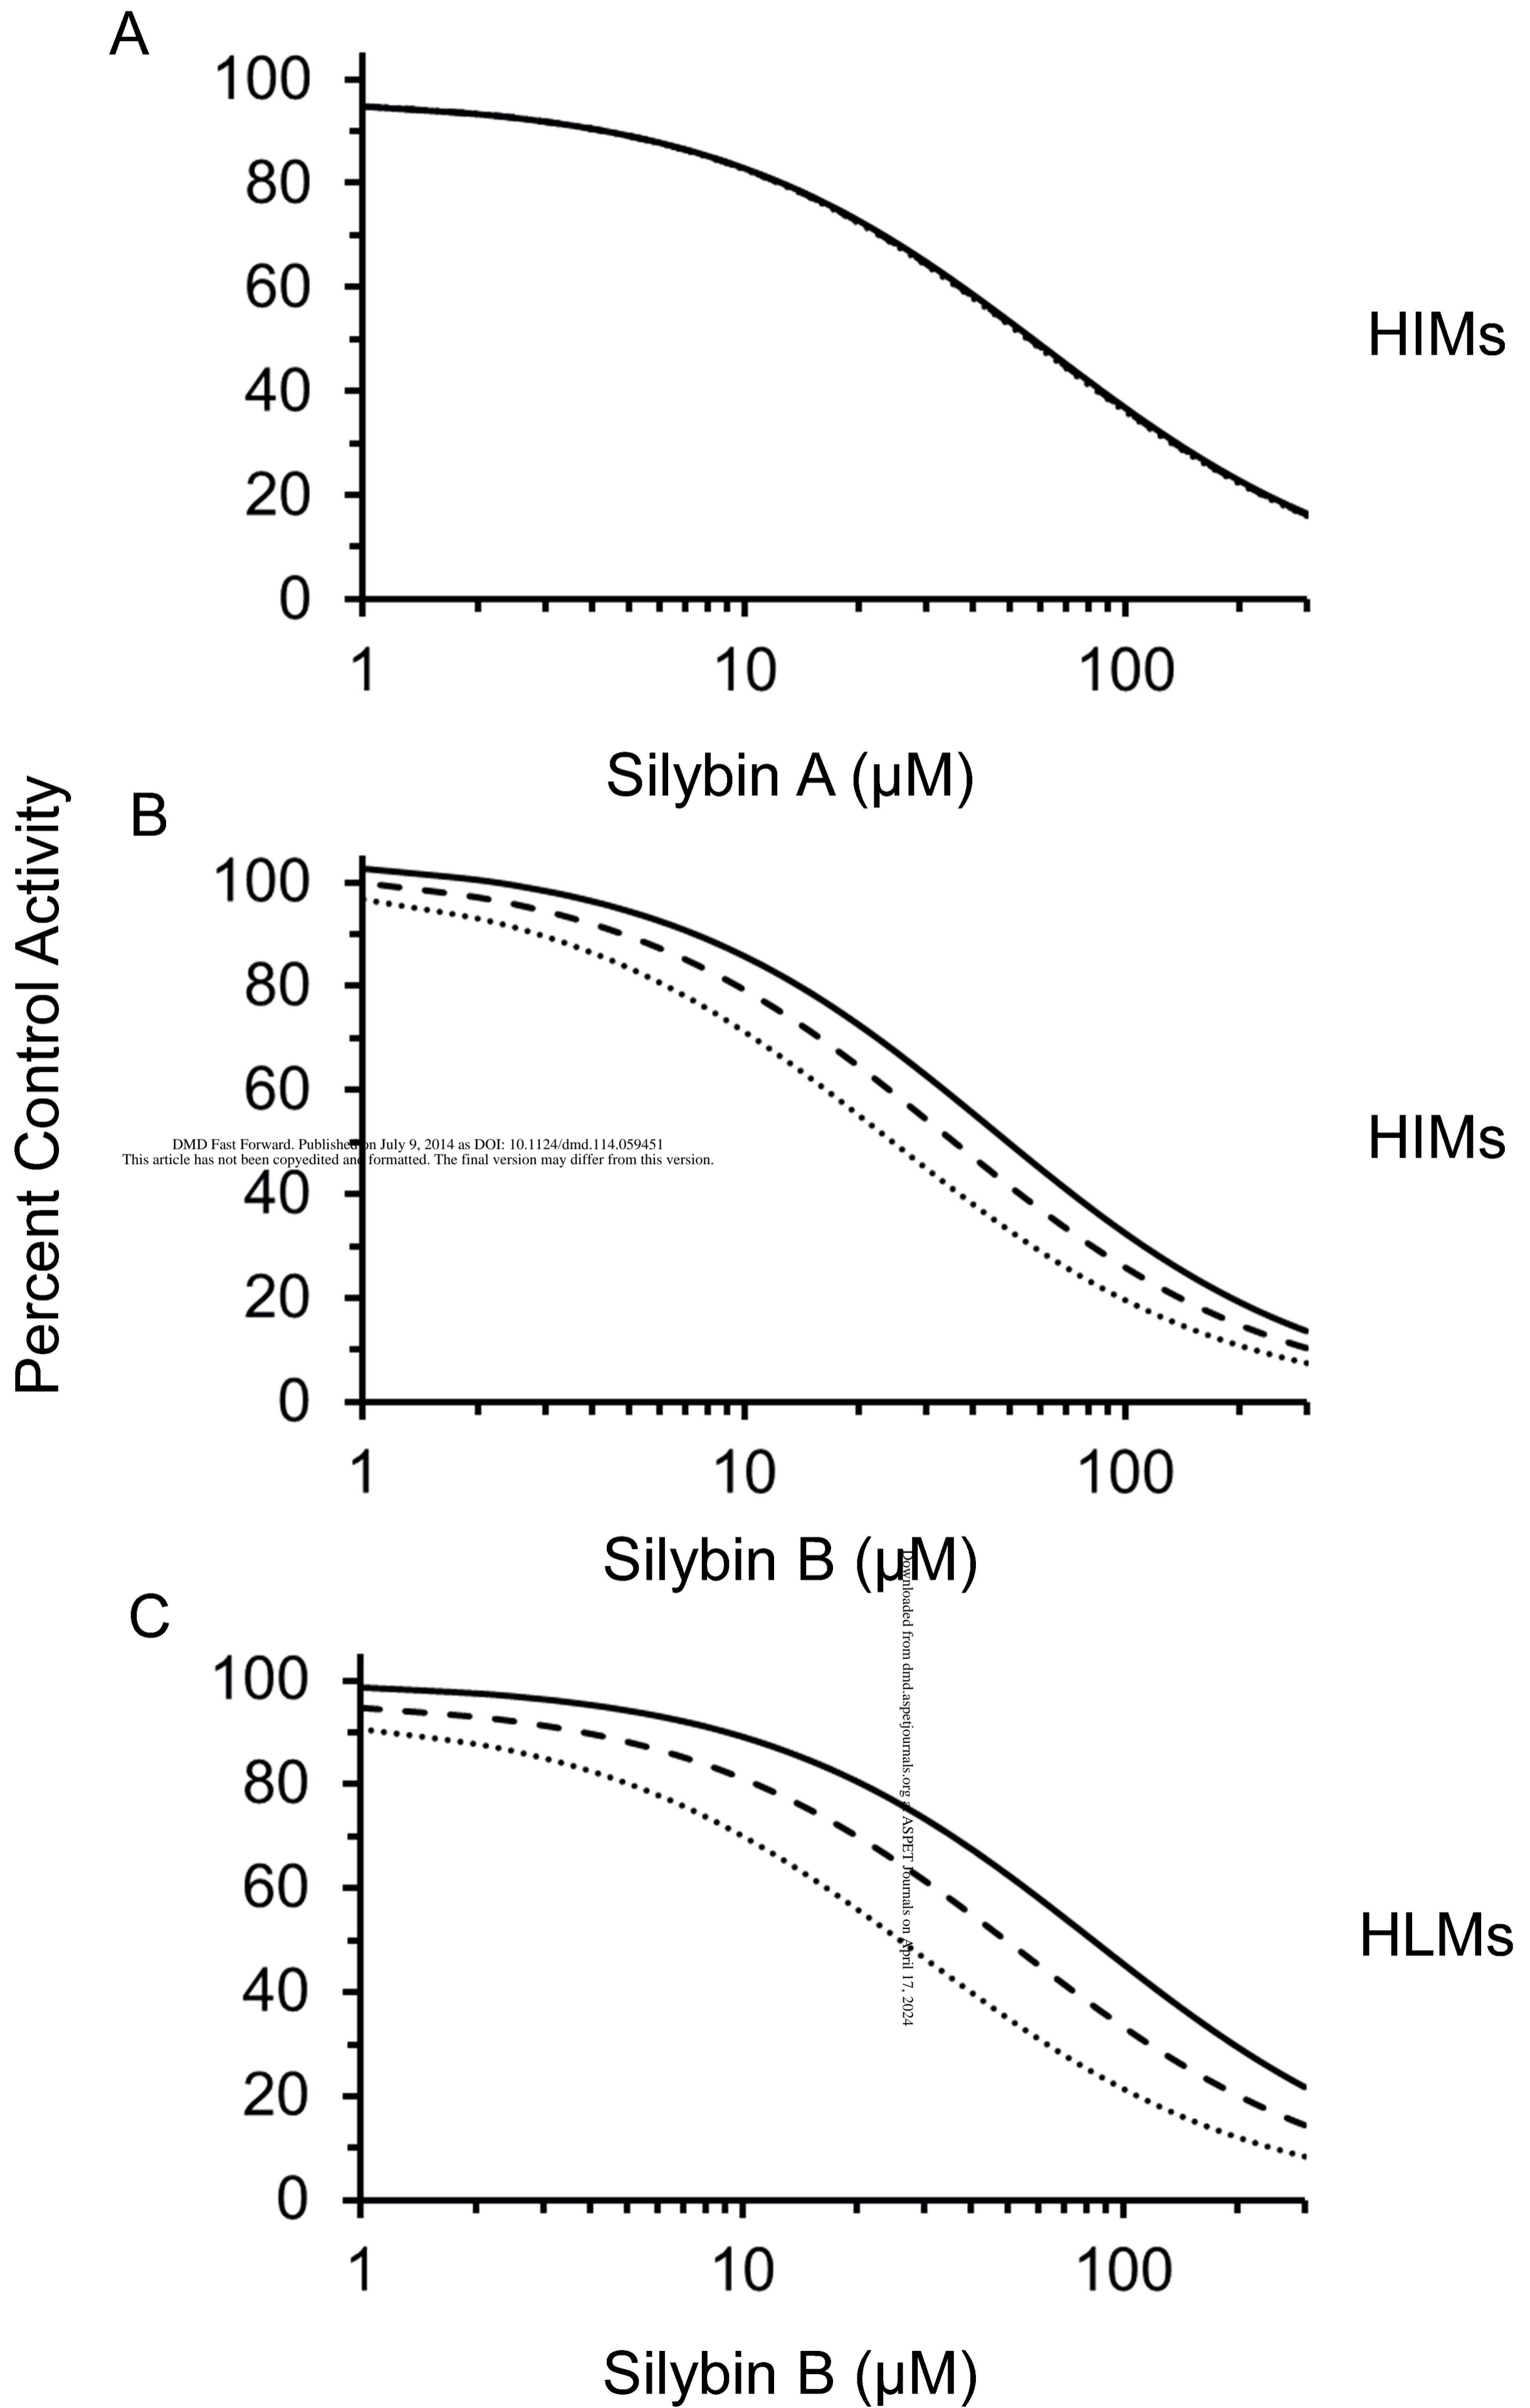 A
100
80
60
40
20
0
1 10 100
Silybin A (µM)
HIMs
Percent Control Activity
B
100
80
60
40
20
0
1 10 100
Silybin B (µM)
HIMs
DMD Fast Forward. Published on July 9, 2014 as DOI: 10.1124/dmd.114.059451
This article has not been copyedited and formatted. The final version may differ from this version.
Downloaded from dmd.aspetjournals.org at ASPET Journals on April 17, 2024
C
100
80
60
40
20
0
1 10 100
Silybin B (µM)
HLMs